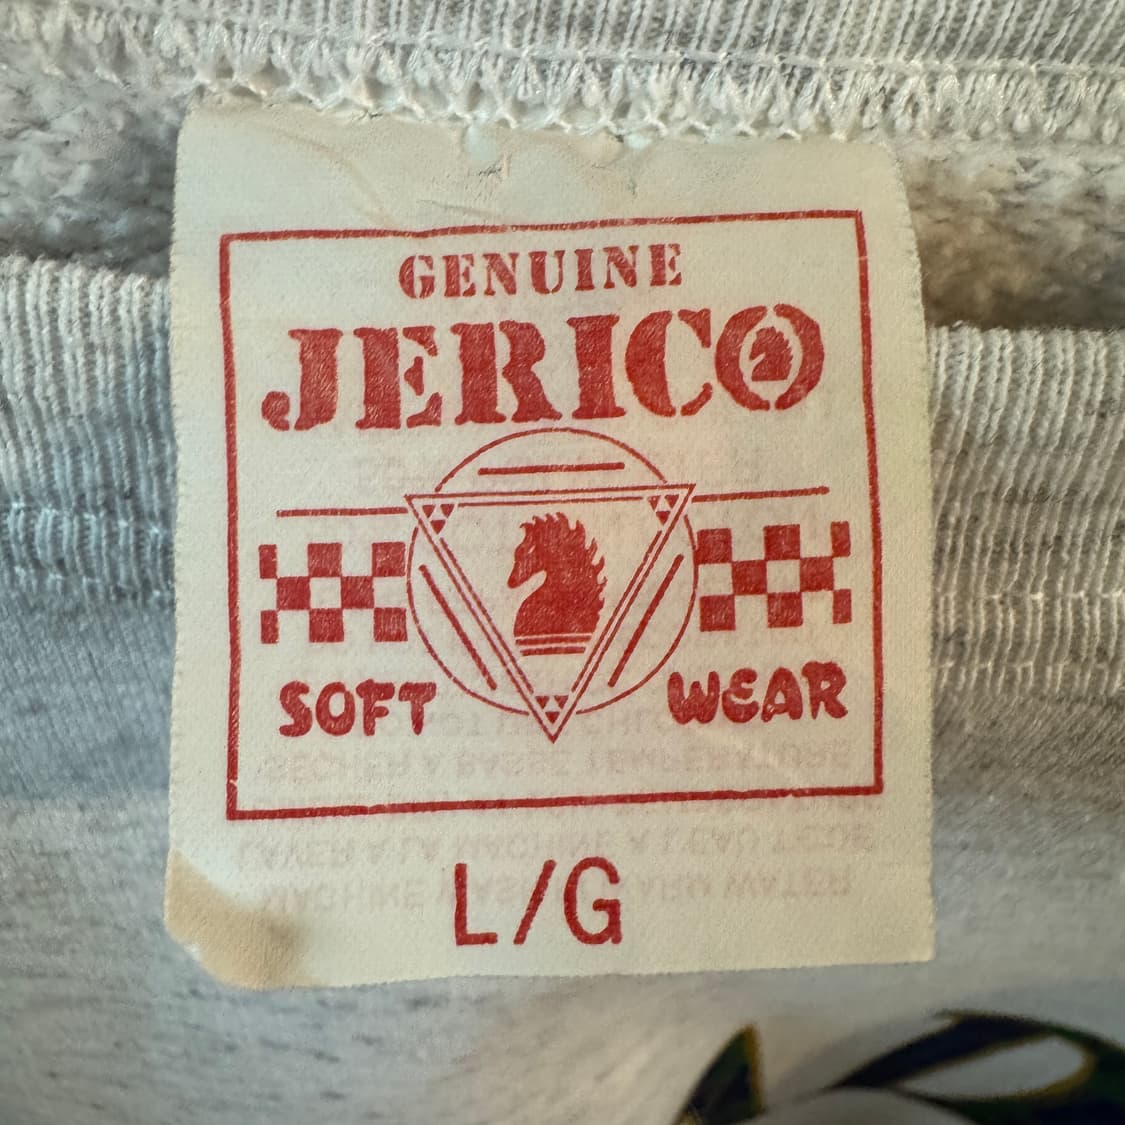 GENUINE
JERICO
SOFT WEAR
L/G